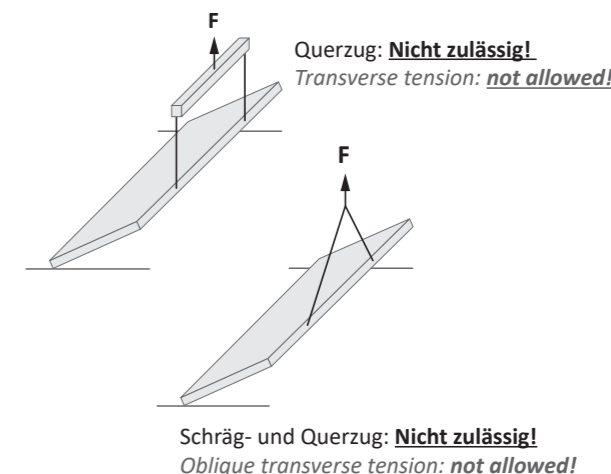 F
Querzug: Nicht zulässig!
Transverse tension: not allowed!
F
Schräg- und Querzug: Nicht zulässig!
Oblique transverse tension: not allowed!